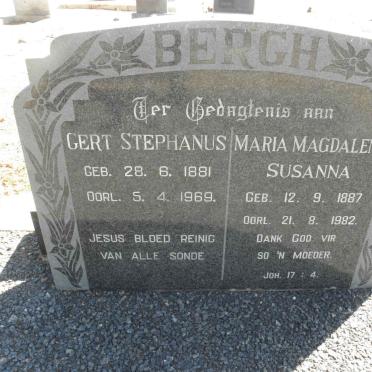 BERGH
Ter Gedagtenis aan
GERT STEPHANUS
GEB. 28. 6. 1881
OORL. 5. 4. 1969.
JESUS BLOED REINIG
VAN ALLE SONDE
MARIA MAGDALEN
SUSANNA
GEB. 12. 9. 1887
OORL. 21. 8. 1982.
DANK GOD VIR
SO 'N MOEDER.
JOH. 17 : 4.